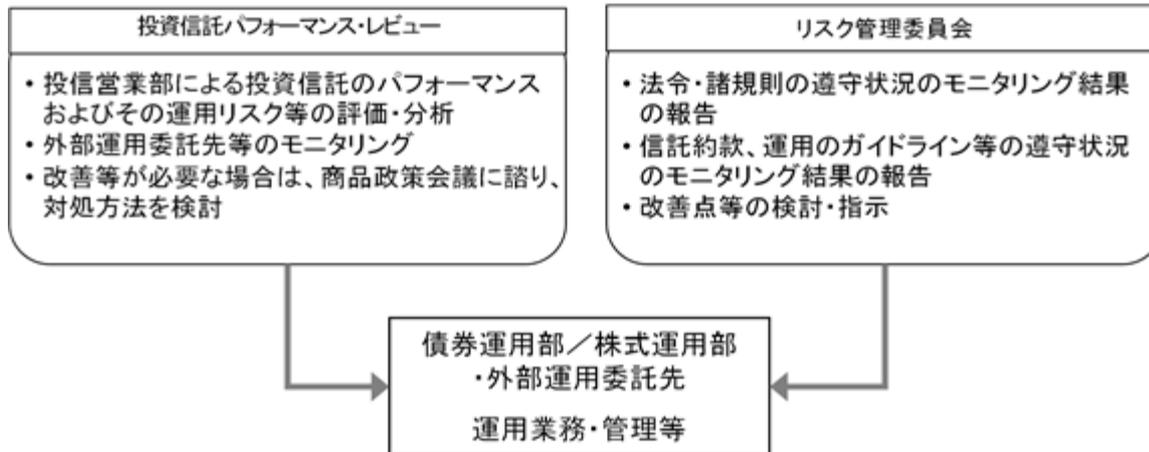 投資信託パフォーマンス・レビュー
・投信営業部による投資信託のパフォーマンス
およびその運用リスク等の評価・分析
・外部運用委託先等のモニタリング
・改善等が必要な場合は、商品政策会議に諮り、
対処方法を検討
リスク管理委員会
・法令・諸規則の遵守状況のモニタリング結果
の報告
・信託約款、運用のガイドライン等の遵守状況
のモニタリング結果の報告
・改善点等の検討・指示
債券運用部／株式運用部
・外部運用委託先
運用業務・管理等